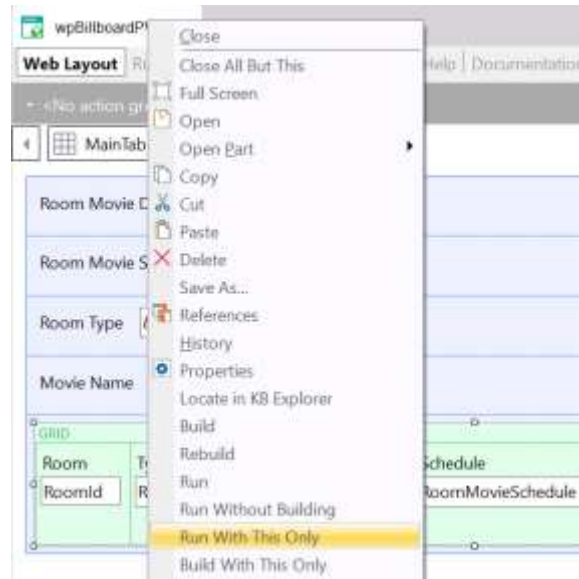 wpBillboardP
Close
Web Layout
Close All But This
Help | Documentation
<No action gr
Full Screen
Open
MainTab
Open Part
Copy
Room Movie D
Cut
Paste
Room Movie S
Delete
Save As...
References
Room Type
History
Properties
Movie Name
Locate in KB Explorer
Build
GRID
Rebuild
Room
Schedule
Run
RoomId
RoomMovieSchedule
Run Without Building
Run With This Only
Build With This Only